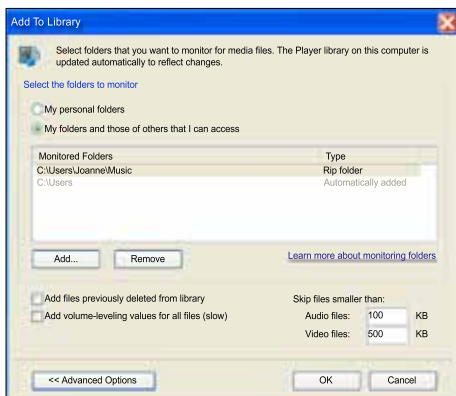 Add To Library
Select folders that you want to monitor for media files. The Player library on this computer is
updated automatically to reflect changes.
Select the folders to monitor
My personal folders
My folders and those of others that I can access
Monitored Folders Type
C:\Users\Joanne\Music Rip folder
C:\Users Automatically added
Add... Remove Learn more about monitoring folders
Add files previously deleted from library Skip files smaller than:
Add volume-leveling values for all files (slow) Audio files: 100 KB
Video files: 500 KB
<< Advanced Options OK Cancel